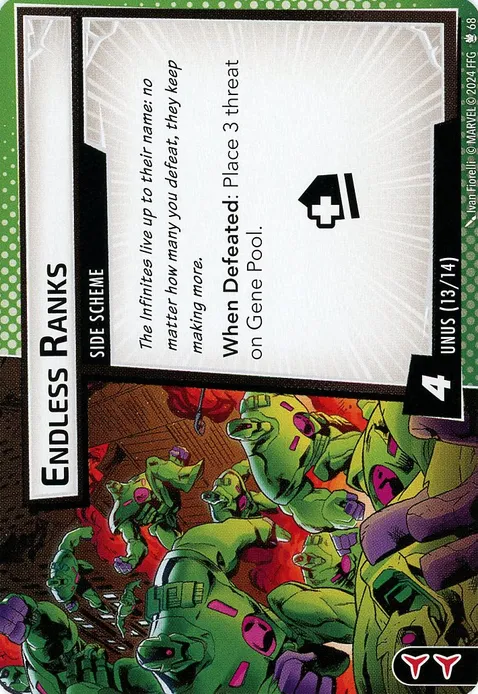 ENDLESS RANKS
SIDE SCHEME
The Infinites live up to their name: no
matter how many you defeat, they keep
making more.
When Defeated: Place 3 threat
on Gene Pool.
4
UNUS (13/14)
Ivan Fiorelli © MARVEL © 2024 FFG 68